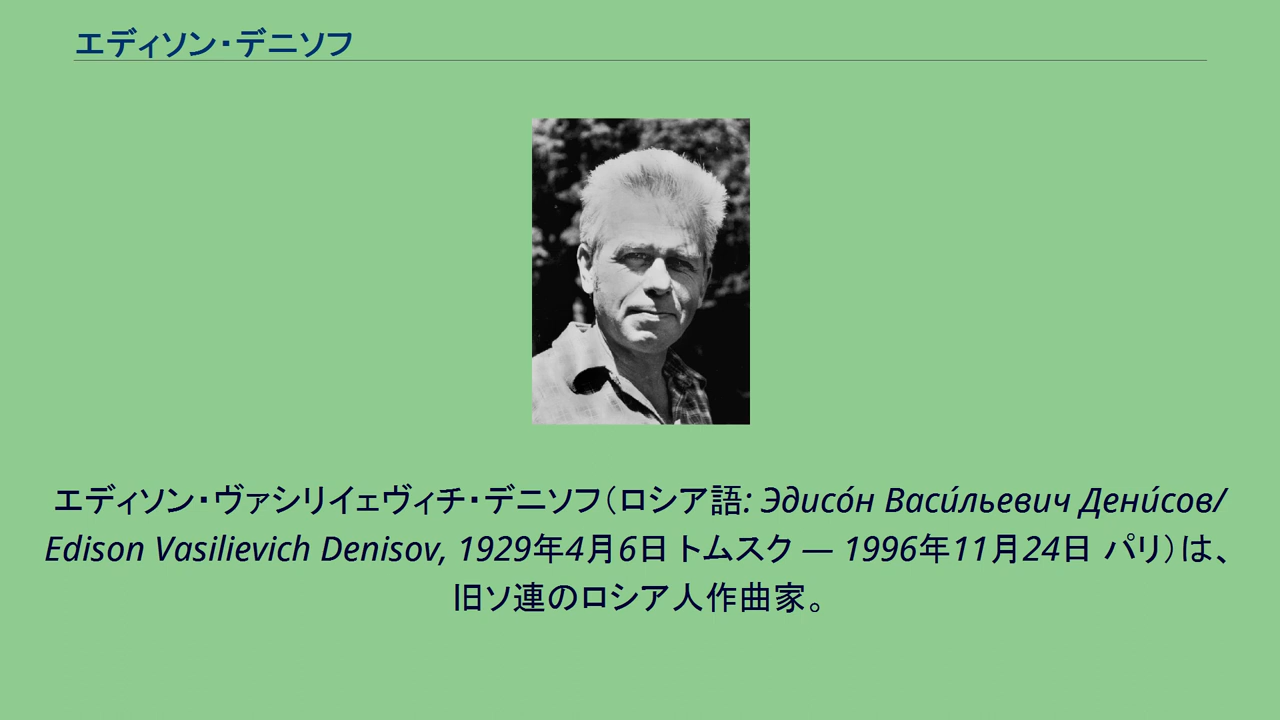 エディソン・デニソフ
エディソン・ヴァシリイェヴィチ・デニソフ（ロシア語: Эдисо́н Васи́льевич Дени́сов/
Edison Vasilievich Denisov, 1929年4月6日 トムスク — 1996年11月24日 パリ）は、
旧ソ連のロシア人作曲家。